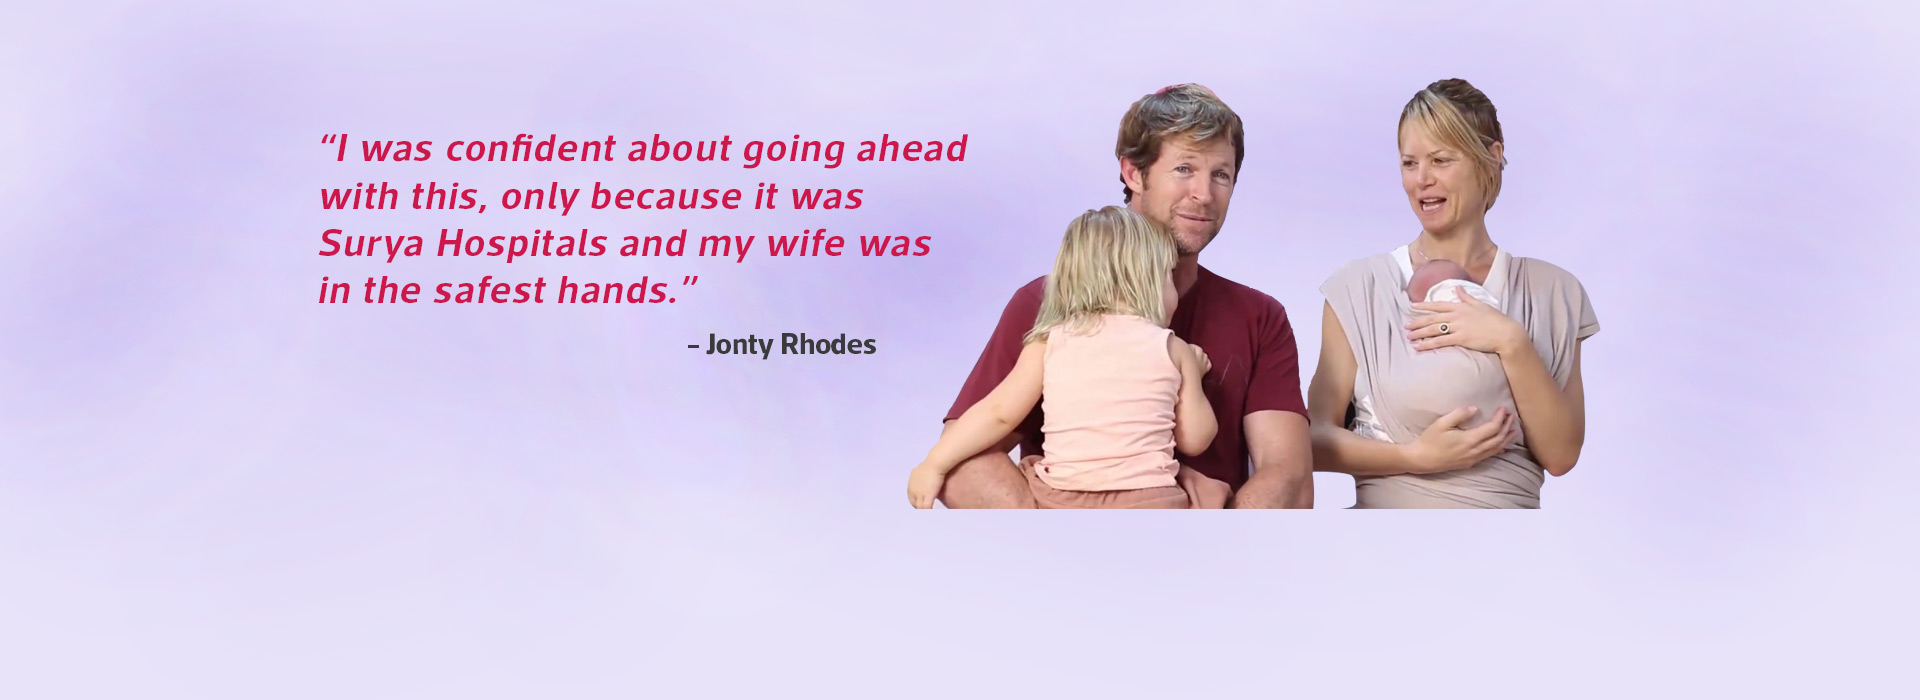 “I was confident about going ahead
with this, only because it was
Surya Hospitals and my wife was
in the safest hands.”
– Jonty Rhodes